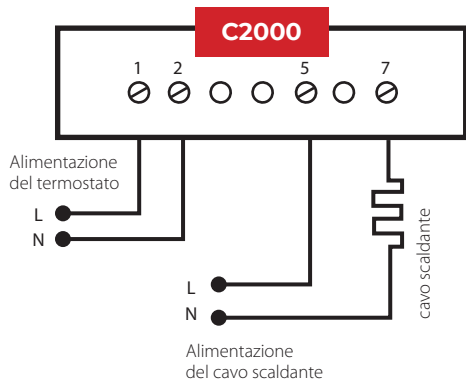 C2000
1 2 5 7
Alimentazione
del termostato
L
N
cavo scaldante
L
N
Alimentazione
del cavo scaldante